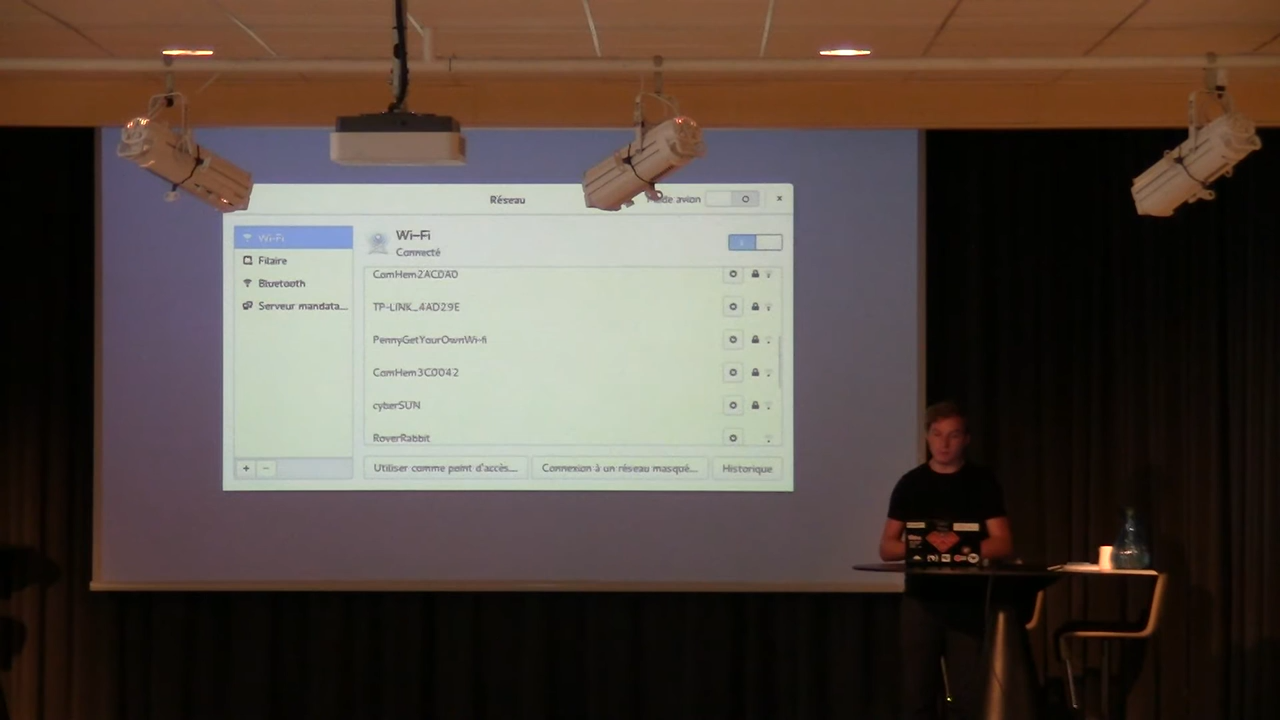 Réseau
avion
Wi-Fi
Filaire
Bluetooth
Serveur mandata...
Wi-Fi
Connecté
ComHem2ACDA0
TP-LINK_4AD29E
PennyGetYourOwnWi-fi
ComHem3C0042
cyberSUN
RoverRabbit
Utiliser comme point d'accès...
Connexion à un réseau masqué...
Historique